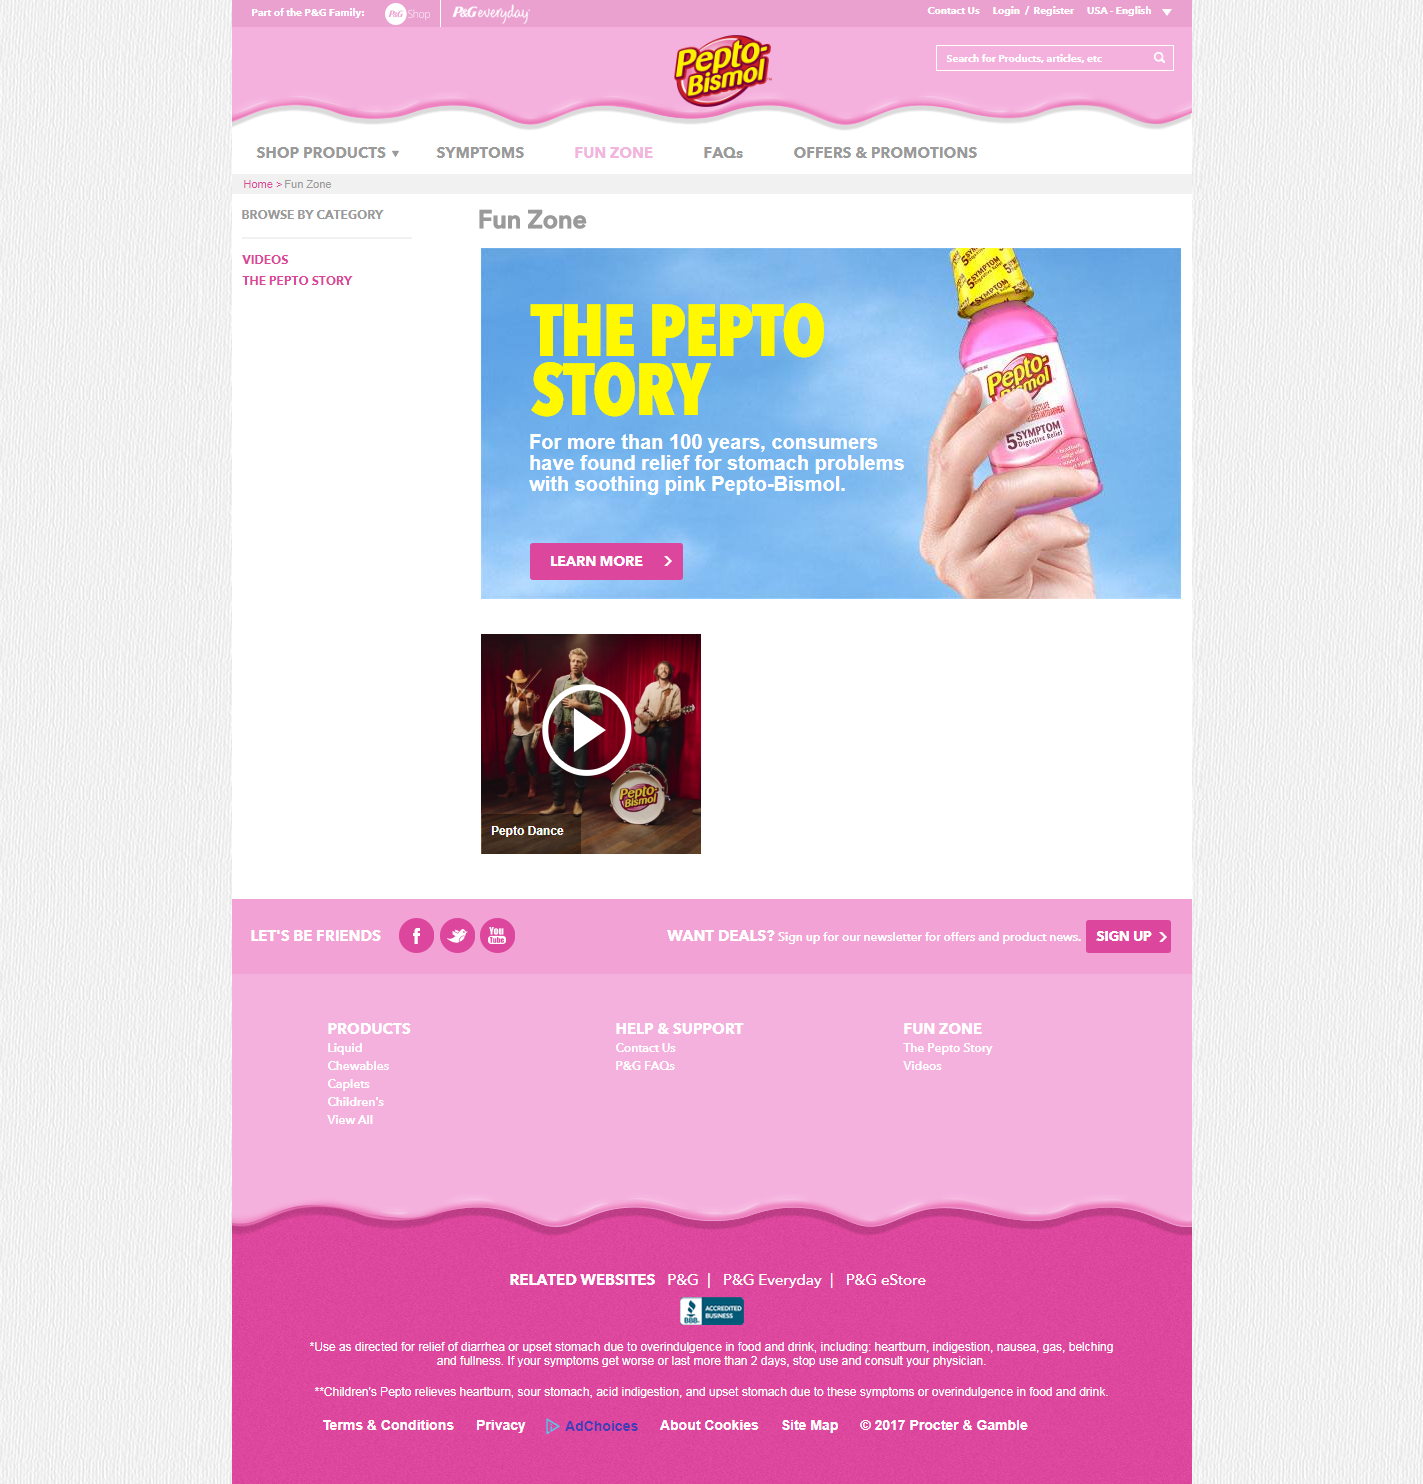 Part of the P&G Family:
P&G Shop
P&G everyday
Contact Us Login / Register USA - English
Pepto-
Bismol
Search for Products, articles, etc
SHOP PRODUCTS SYMPTOMS FUN ZONE FAQs OFFERS & PROMOTIONS
Home > Fun Zone
BROWSE BY CATEGORY
VIDEOS
THE PEPTO STORY
Fun Zone
THE PEPTO
STORY
For more than 100 years, consumers
have found relief for stomach problems
with soothing pink Pepto-Bismol.
LEARN MORE
5 SYMPTOM
5 SYMPTOM
Pepto-
Bismol
5 SYMPTOM
Digestive Relief
Pepto-
Bismol
Pepto Dance
LET'S BE FRIENDS
f
You
Tube
WANT DEALS? Sign up for our newsletter for offers and product news.
SIGN UP
PRODUCTS
Liquid
Chewables
Caplets
Children's
View All
HELP & SUPPORT
Contact Us
P&G FAQs
FUN ZONE
The Pepto Story
Videos
RELATED WEBSITES P&G | P&G Everyday | P&G eStore
BBB.
ACCREDITED
BUSINESS
*Use as directed for relief of diarrhea or upset stomach due to overindulgence in food and drink, including: heartburn, indigestion, nausea, gas, belching
and fullness. If your symptoms get worse or last more than 2 days, stop use and consult your physician.
**Children's Pepto relieves heartburn, sour stomach, acid indigestion, and upset stomach due to these symptoms or overindulgence in food and drink.
Terms & Conditions Privacy AdChoices About Cookies Site Map © 2017 Procter & Gamble